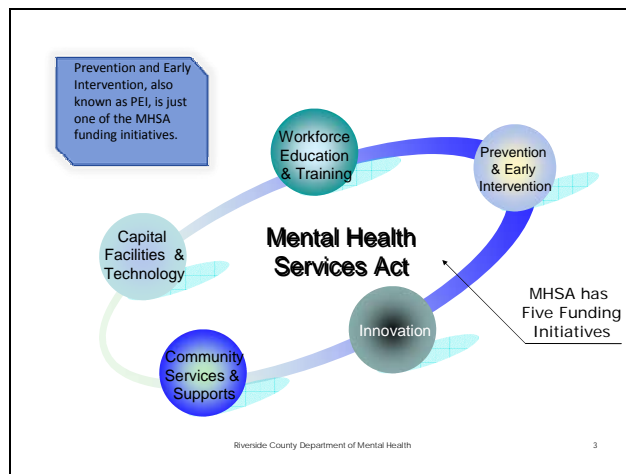 Prevention and Early
Intervention, also
known as PEI, is just
one of the MHSA
funding initiatives.
Workforce
Education
& Training
Prevention
& Early
Intervention
Capital
Facilities &
Technology
Mental Health
Services Act
MHSA has
Five Funding
Initiatives
Innovation
Community
Services &
Supports
Riverside County Department of Mental Health
3